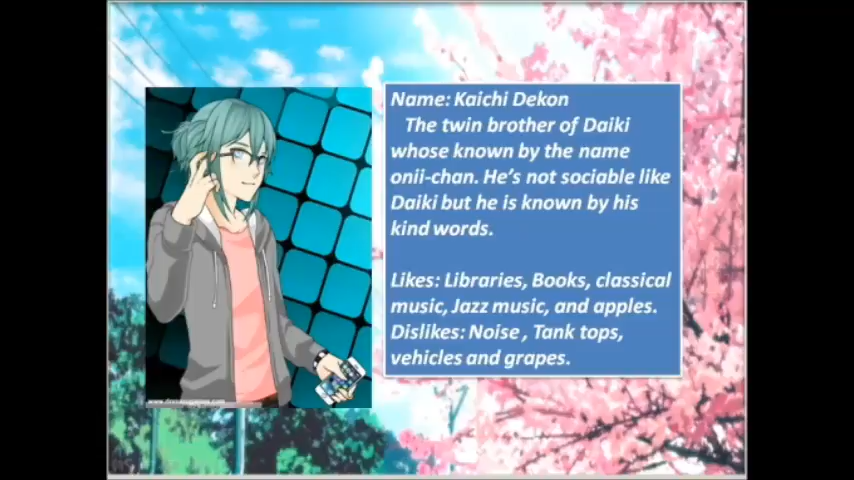 Name: Kaichi Dekon
The twin brother of Daiki
whose known by the name
onii-chan. He's not sociable like
Daiki but he is known by his
kind words.
Likes: Libraries, Books, classical
music, Jazz music, and apples.
Dislikes: Noise , Tank tops,
vehicles and grapes.